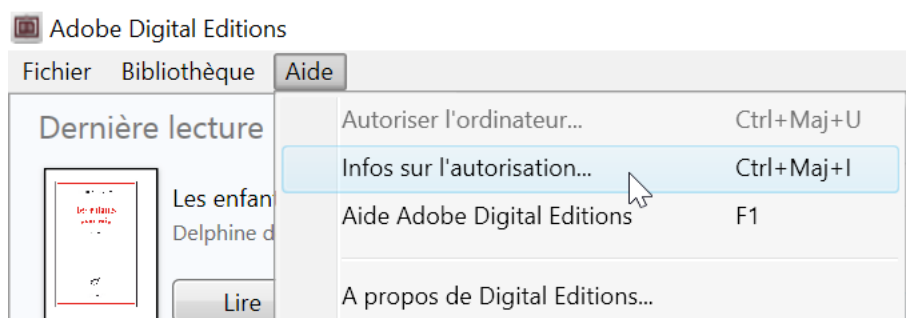 Adobe Digital Editions
Fichier Bibliothèque Aide
Autoriser l'ordinateur... Ctrl+Maj+U
Infos sur l'autorisation... Ctrl+Maj+I
Aide Adobe Digital Editions F1
A propos de Digital Editions...
Dernière lecture
Les enfan
Delphine d
Lire